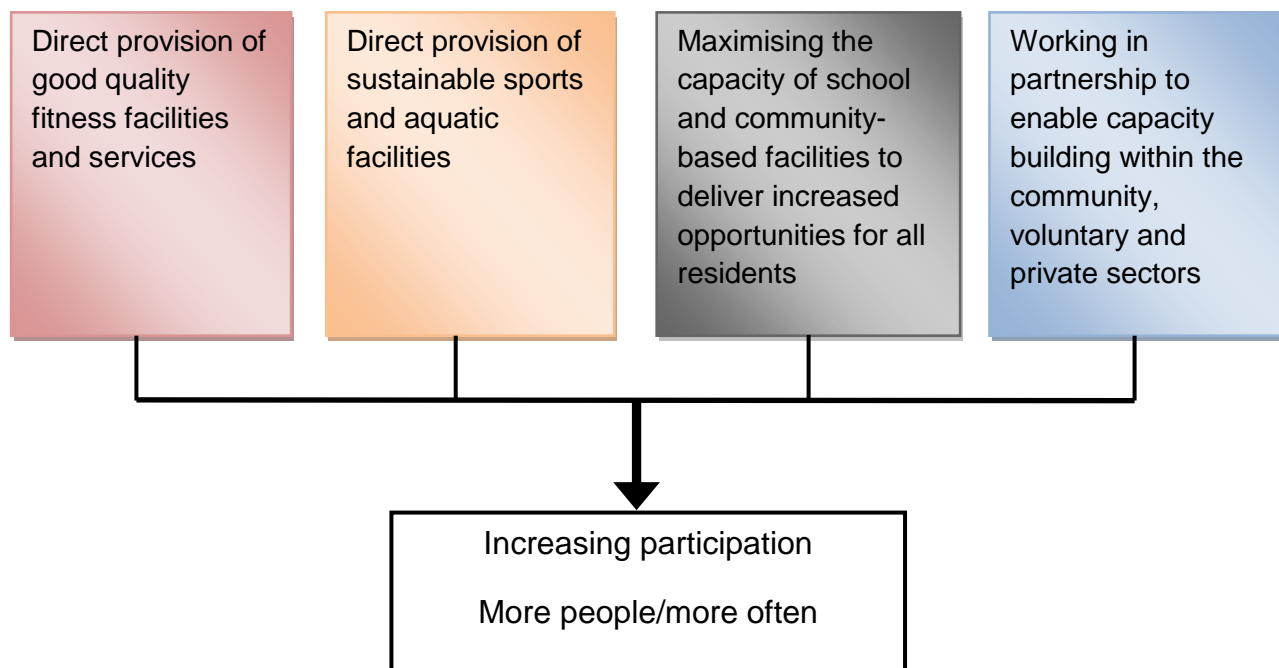 Direct provision of
good quality
fitness facilities
and services
Direct provision of
sustainable sports
and aquatic
facilities
Maximising the
capacity of school
and community-
based facilities to
deliver increased
opportunities for all
residents
Working in
partnership to
enable capacity
building within the
community,
voluntary and
private sectors
Increasing participation
More people/more often